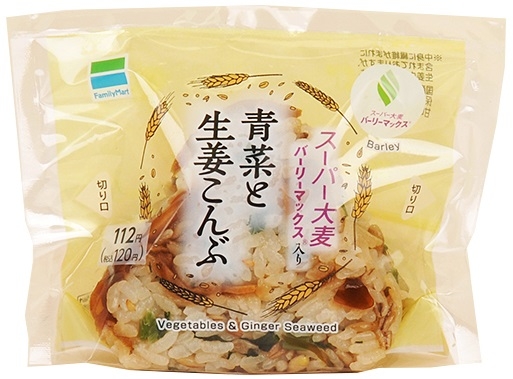 FamilyMart
スーパー大麦
バーリーマックス®
Barley
スーパー大麦
バーリーマックス®入り
青菜と
生姜こんぶ
切り口
切り口
112円
(税込120円)
Vegetables & Ginger Seaweed